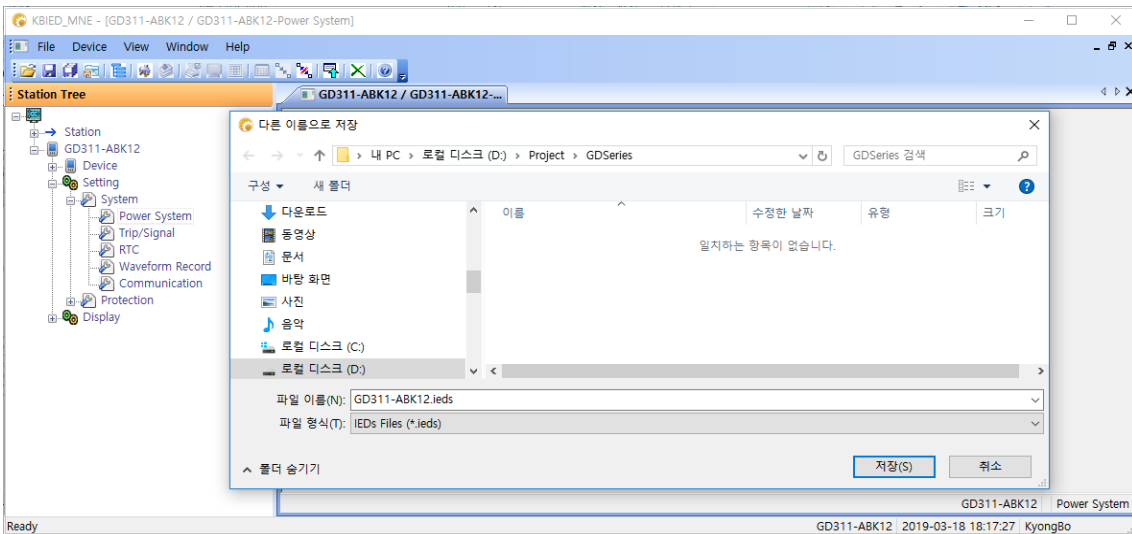 KBIED_MNE - [GD311-ABK12 / GD311-ABK12-Power System]
File Device View Window Help
Station Tree
GD311-ABK12 / GD311-ABK12-...
Station
GD311-ABK12
Device
Setting
System
Power System
Trip/Signal
RTC
Waveform Record
Communication
Protection
Display
다른 이름으로 저장
내 PC > 로컬 디스크 (D:) > Project > GDSeries
GDSeries 검색
구성 새 폴더
다운로드
동영상
문서
바탕 화면
사진
음악
로컬 디스크 (C:)
로컬 디스크 (D:)
이름 수정한 날짜 유형 크기
일치하는 항목이 없습니다.
파일 이름(N): GD311-ABK12.ieds
파일 형식(T): IEDs Files (*.ieds)
폴더 숨기기
저장(S) 취소
GD311-ABK12 Power System
Ready
GD311-ABK12 2019-03-18 18:17:27 KyongBo